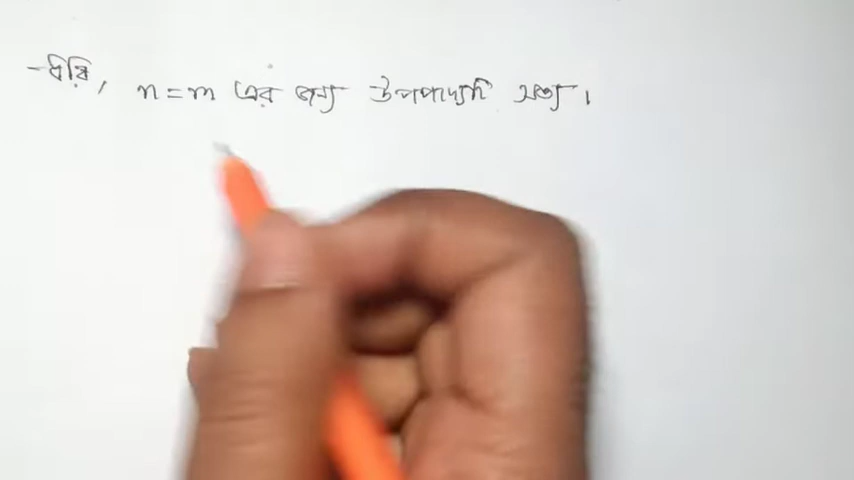 ধরি, n = m এর জন্য উপপাদ্যটি সত্য।